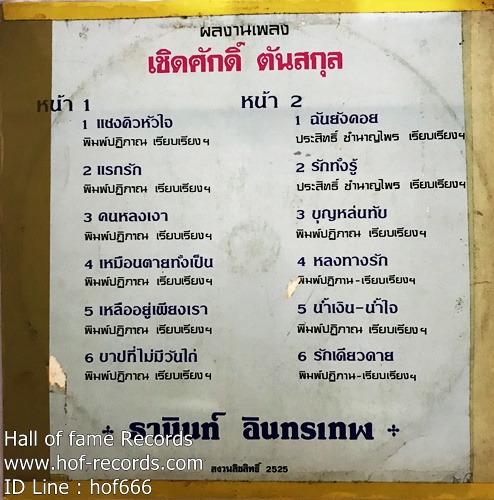 ผลงานเพลง
เชิดศักดิ์ ตันสกุล
หน้า 1
1 แซงคิวหัวใจ
พิมพ์ปฏิภาณ เรียบเรียงฯ
2 แรกรัก
พิมพ์ปฏิภาณ เรียบเรียงฯ
3 คนหลงเงา
พิมพ์ปฏิภาณ เรียบเรียงฯ
4 เหมือนตายทั้งเป็น
พิมพ์ปฏิภาณ เรียบเรียงฯ
5 เหลืออยู่เพียงเรา
พิมพ์ปฏิภาณ เรียบเรียงฯ
6 บาปที่ไม่มีวันไถ่
พิมพ์ปฏิภาณ เรียบเรียงฯ
หน้า 2
1 ฉันยังคอย
ประสิทธิ์ ชำนาญไพร เรียบเรียงฯ
2 รักทั้งรู้
ประสิทธิ์ ชำนาญไพร เรียบเรียงฯ
3 บุญหล่นทับ
พิมพ์ปฏิภาณ เรียบเรียงฯ
4 หลงทางรัก
พิมพ์ปฏิภาน-เรียบเรียงฯ
5 น้ำเงิน-น้ำใจ
พิมพ์ปฏิภาณ เรียบเรียงฯ
6 รักเดียวดาย
พิมพ์ปฏิภาน-เรียบเรียงฯ
ธานินทร์ อินทรเทพ
สงวนลิขสิทธิ์ 2525
Hall of fame Records
www.hof-records.com
ID Line : hof666